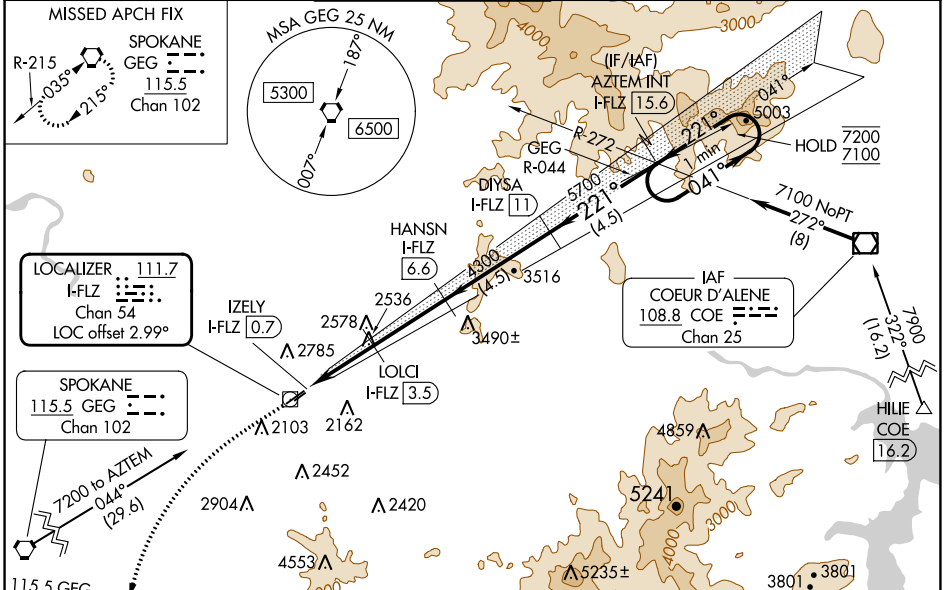 MISSED APCH FIX
SPOKANE
GEG
115.5
Chan 102
R-215
035°
215°
MSA GEG 25 NM
187°
5300
6500
007°
4000
3000
(IF/IAF)
AZTEM INT
I-FLZ 15.6
041°
5003
221°
HOLD 7200
7100
R-272
1 min
041°
GEG
R-044
5700
DIYSA
I-FLZ 11
221°
(4.5)
7100 NoPT
272°
(8)
HANSN
I-FLZ
6.6
4300
(4.5)
3516
LOCALIZER 111.7
I-FLZ
Chan 54
LOC offset 2.99°
IAF
COEUR D'ALENE
108.8 COE
Chan 25
7900
322°
(16.2)
IZELY
I-FLZ 0.7
2536
2578
3490±
2785
LOLCI
I-FLZ 3.5
SPOKANE
115.5 GEG
Chan 102
2103
2162
HILIE
COE
16.2
4859
7200 to AZTEM
044°
(29.6)
2452
2904
2420
5241
3000
4000
4553
5235±
3801
3801
115.5 GEG